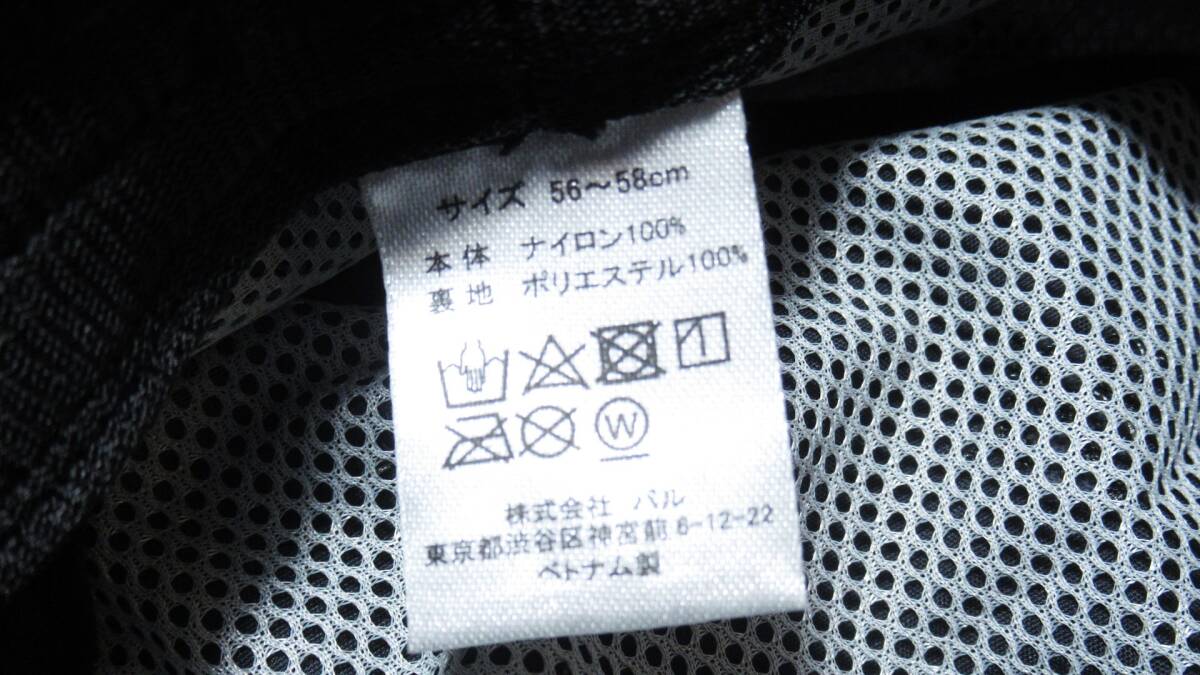 サイズ 56～58cm
本体 ナイロン100%
裏地 ポリエステル100%
W
株式会社 パル
東京都渋谷区神宮前 6-12-22
ベトナム製